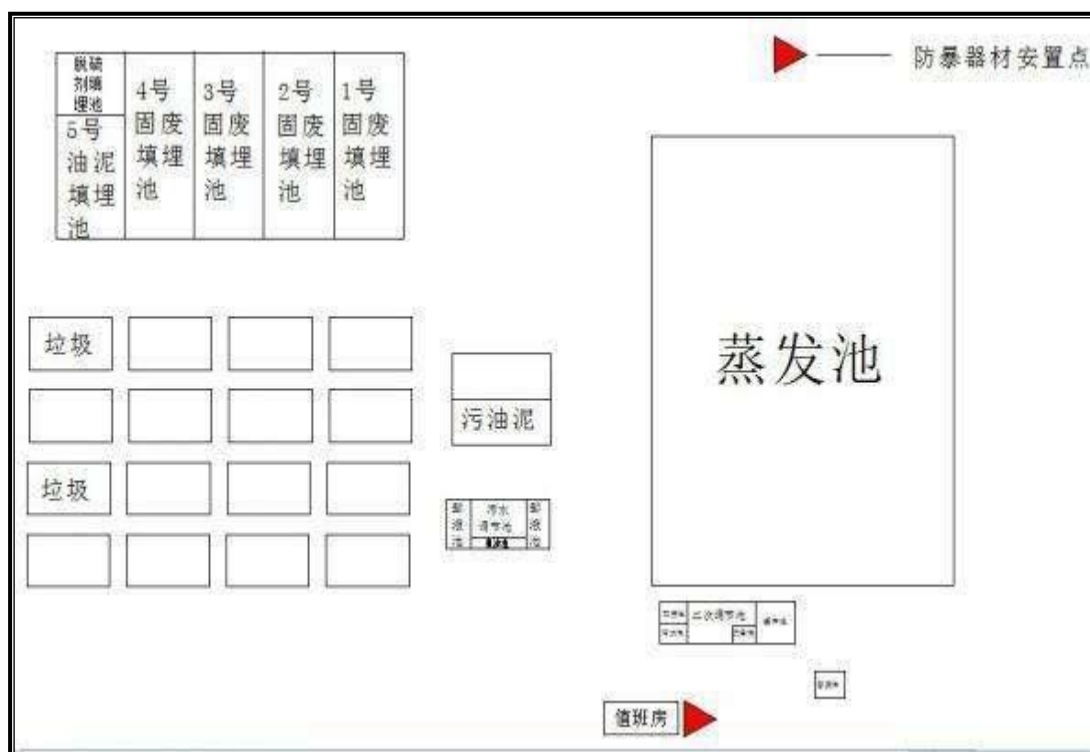 防暴器材安置点
脱硫
剂填
埋池
5号
油泥
填埋
池
4号
固废
填埋
池
3号
固废
填埋
池
2号
固废
填埋
池
1号
固废
填埋
池
蒸发池
垃圾
污油泥
垃圾
污水
调节池
值班房